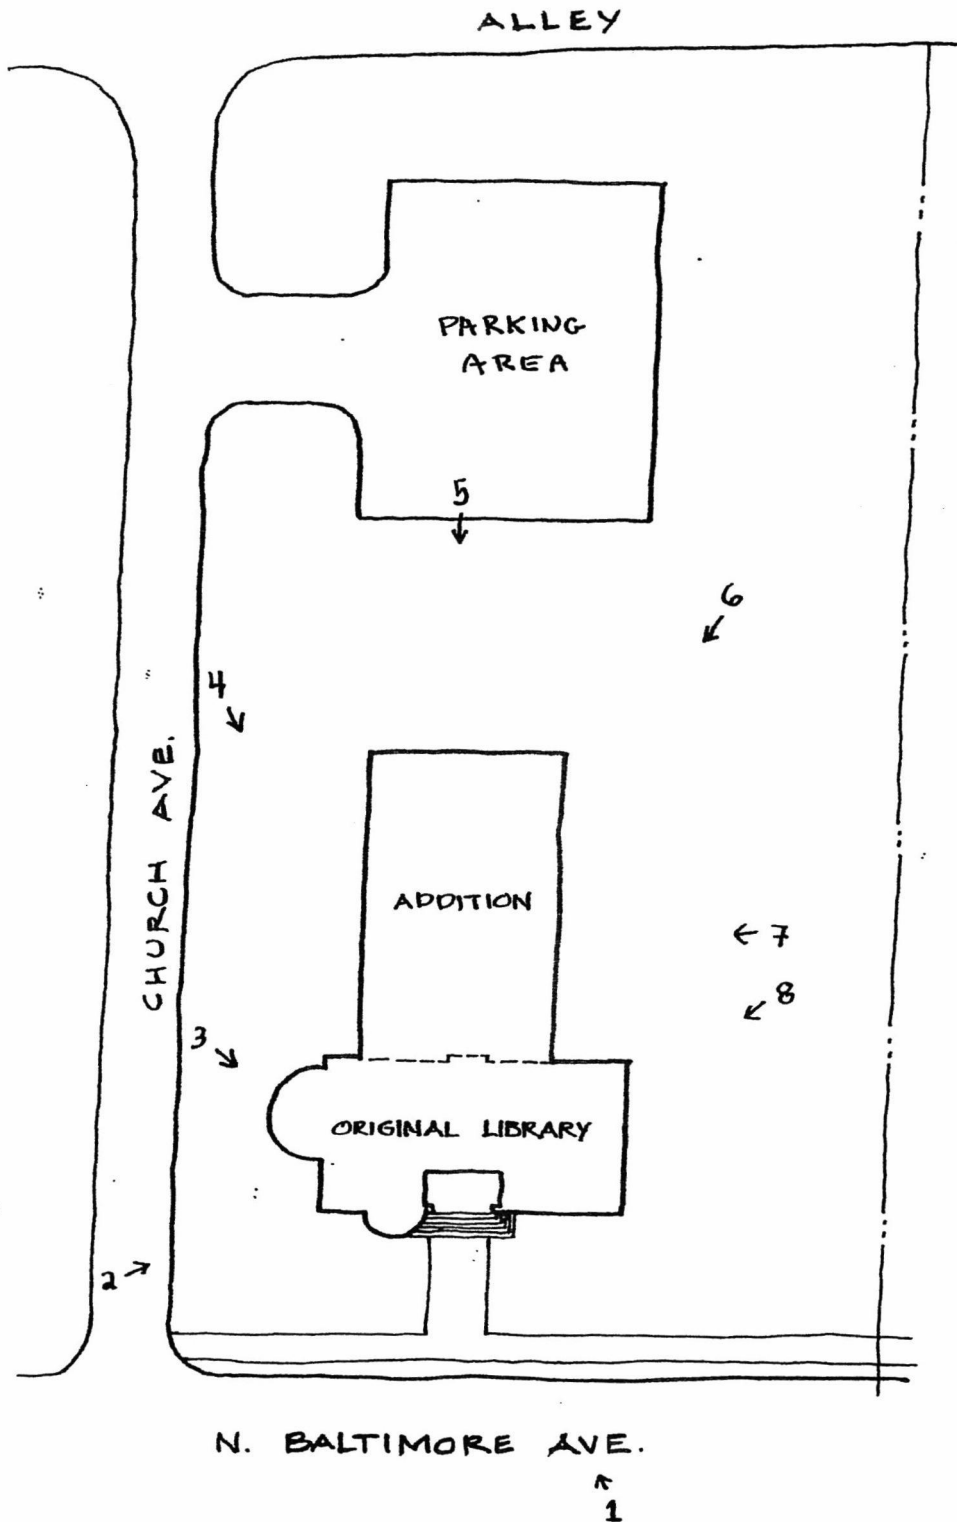 ALLEY
PARKING
AREA
5
6
4
CHURCH AVE.
ADDITION
7
8
3
ORIGINAL LIBRARY
2
N. BALTIMORE AVE.
1